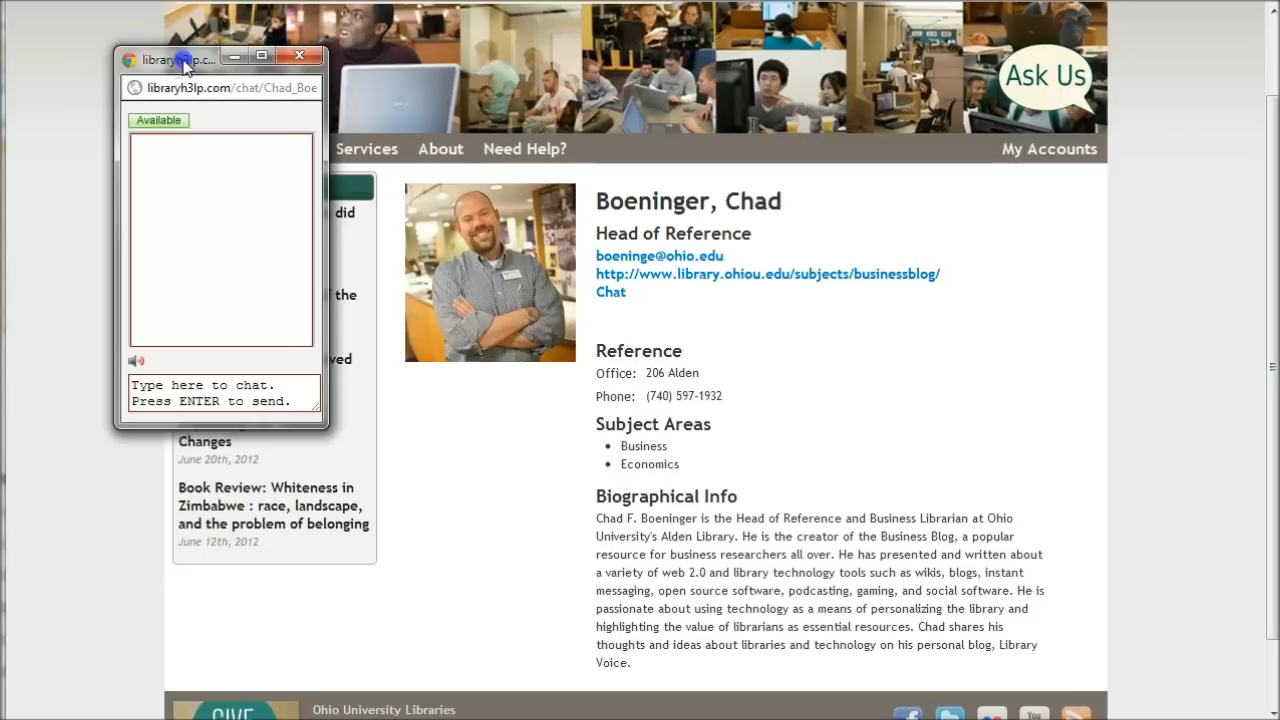 libraryh3lp.c...
libraryh3lp.com/chat/Chad_Boe
Available
Type here to chat.
Press ENTER to send.
Ask Us
Services About Need Help? My Accounts
did
the
ved
Changes
June 20th, 2012
Book Review: Whiteness in
Zimbabwe : race, landscape,
and the problem of belonging
June 12th, 2012
Boeninger, Chad
Head of Reference
boeninge@ohio.edu
http://www.library.ohiou.edu/subjects/businessblog/
Chat
Reference
Office: 206 Alden
Phone: (740) 597-1932
Subject Areas
• Business
• Economics
Biographical Info
Chad F. Boeninger is the Head of Reference and Business Librarian at Ohio
University's Alden Library. He is the creator of the Business Blog, a popular
resource for business researchers all over. He has presented and written about
a variety of web 2.0 and library technology tools such as wikis, blogs, instant
messaging, open source software, podcasting, gaming, and social software. He is
passionate about using technology as a means of personalizing the library and
highlighting the value of librarians as essential resources. Chad shares his
thoughts and ideas about libraries and technology on his personal blog, Library
Voice.
GIVE
Ohio University Libraries
You